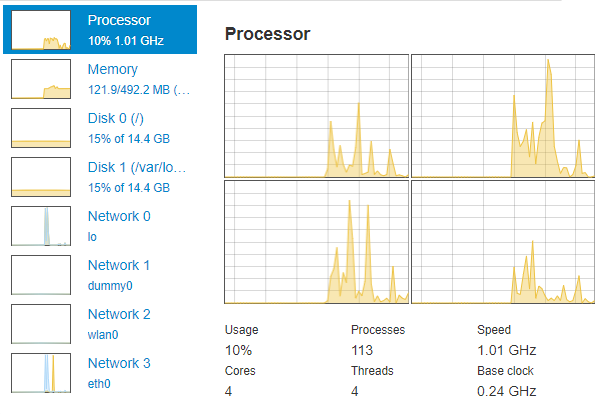 Processor
10% 1.01 GHz
Memory
121.9/492.2 MB (…
Disk 0 (/)
15% of 14.4 GB
Disk 1 (/var/lo…
15% of 14.4 GB
Network 0
lo
Network 1
dummy0
Network 2
wlan0
Network 3
eth0
Processor
Usage Processes Speed
10% 113 1.01 GHz
Cores Threads Base clock
4 4 0.24 GHz